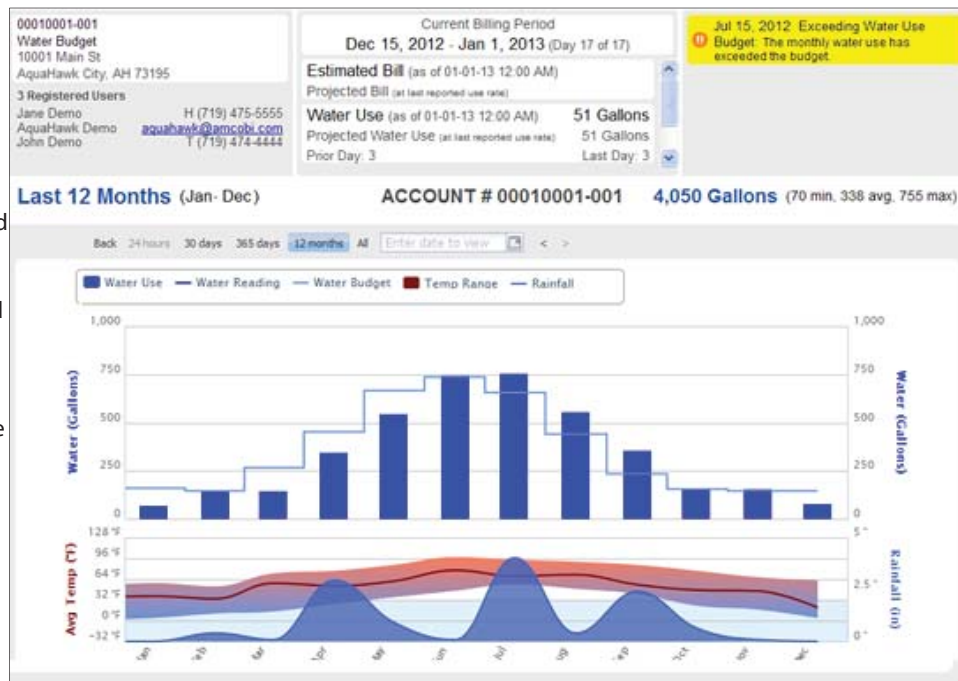 00010001-001
Water Budget
10001 Main St
AquaHawk City, AH 73195
3 Registered Users
Jane Demo H (719) 475-5555
AquaHawk Demo aquahawk@amcobi.com
John Demo T (719) 474-4444
Current Billing Period
Dec 15, 2012 - Jan 1, 2013 (Day 17 of 17)
Estimated Bill (as of 01-01-13 12:00 AM)
Projected Bill (at last reported use rate)
Water Use (as of 01-01-13 12:00 AM) 51 Gallons
Projected Water Use (at last reported use rate) 51 Gallons
Prior Day: 3 Last Day: 3
Jul 15, 2012 Exceeding Water Use
Budget: The monthly water use has
exceeded the budget.
Last 12 Months (Jan- Dec) ACCOUNT # 00010001-001 4,050 Gallons (70 min, 338 avg, 755 max)
Back 24 hours 30 days 365 days 12 months All Enter date to view < >
Water Use Water Reading Water Budget Temp Range Rainfall
1,000 1,000
750 750
500 500
250 250
0 0
Water (Gallons)
Water (Gallons)
128 °F 5 "
96 °F
64 °F 2.5 "
32 °F
0 °F
-32 °F 0 "
Avg Temp (°F)
Rainfall (in)
Apr Sep Oct Nov Dec